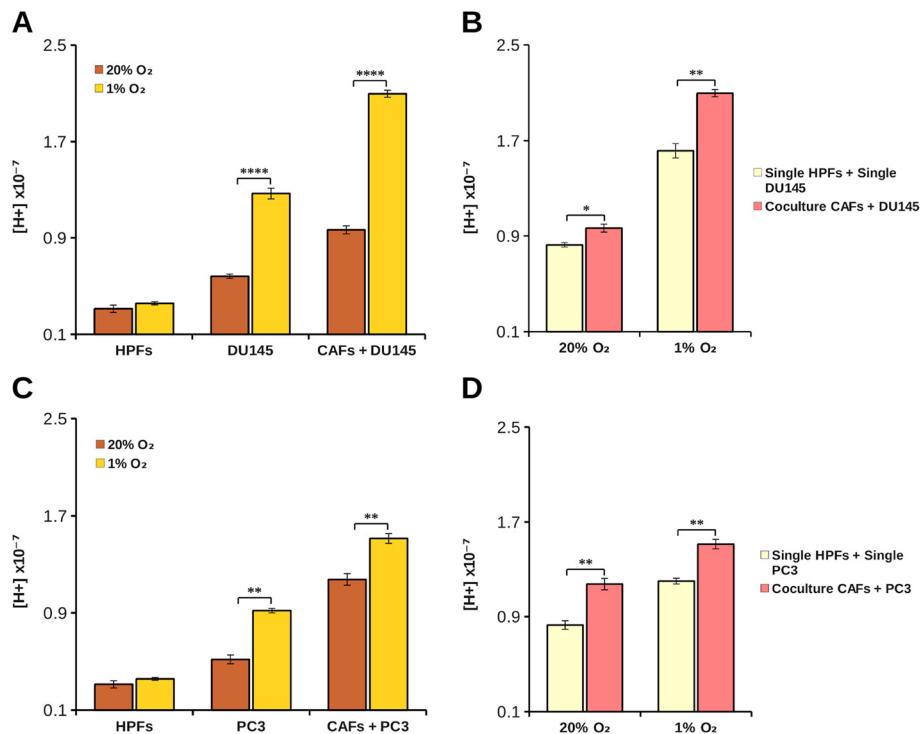 A
2.5
1.7
0.9
0.1
[H+] x10⁻⁷
20% O₂
1% O₂
****
****
HPFs
DU145
CAFs + DU145
B
2.5
1.7
0.9
0.1
[H+] x10⁻⁷
*
**
20% O₂
1% O₂
Single HPFs + Single
DU145
Coculture CAFs + DU145
C
2.5
1.7
0.9
0.1
[H+] x10⁻⁷
20% O₂
1% O₂
**
**
HPFs
PC3
CAFs + PC3
D
2.5
1.7
0.9
0.1
[H+] x10⁻⁷
**
**
20% O₂
1% O₂
Single HPFs + Single
PC3
Coculture CAFs + PC3